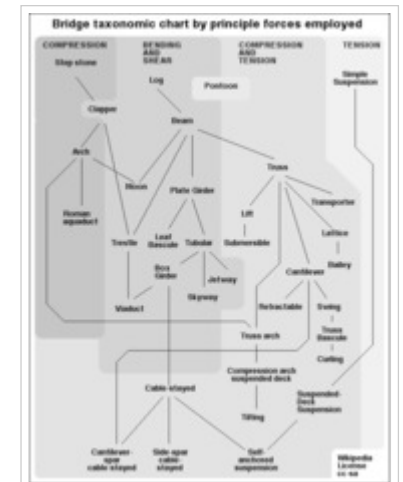 Bridge taxonomic chart by principle forces employed
COMPRESSION
BENDING
AND
SHEAR
COMPRESSION
AND
TENSION
TENSION
Step stone
Log
Pontoon
Simple
Suspension
Clapper
Beam
Arch
Truss
Moon
Plate Girder
Transporter
Roman
aquaduct
Lift
Trestle
Leaf
Bascule
Tubular
Submersible
Lattice
Bailey
Box
Girder
Jetway
Cantilever
Skyway
Viaduct
Retractable
Swing
Truss
Bascule
Truss arch
Curling
Compression arch
suspended deck
Cable stayed
Suspended-
Deck
Suspension
Tilting
Cantilever-
spar
cable stayed
Side-spar
cable-
stayed
Self-
anchored
suspension
Wikipedia
License
cc-sa